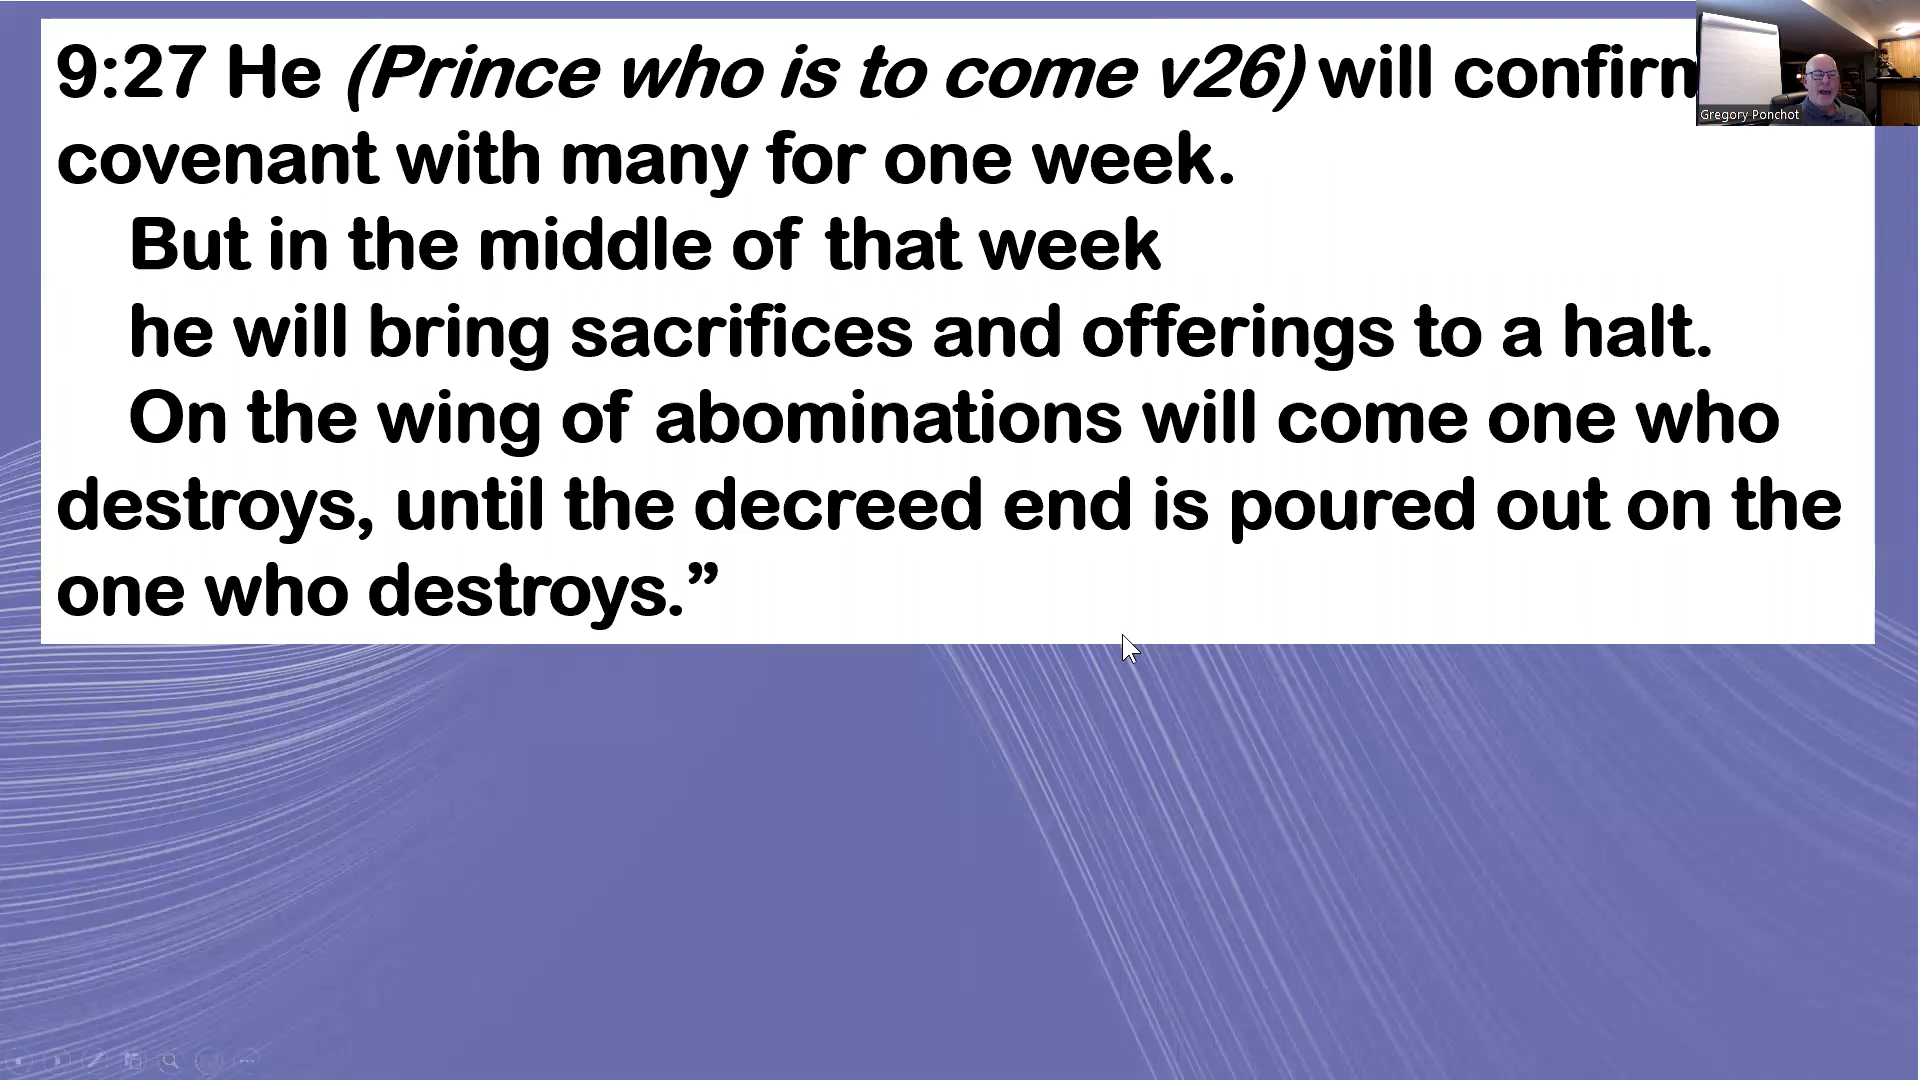 9:27 He (Prince who is to come v26) will confirm
covenant with many for one week.
But in the middle of that week
he will bring sacrifices and offerings to a halt.
On the wing of abominations will come one who
destroys, until the decreed end is poured out on the
one who destroys.”
Gregory Ponchot